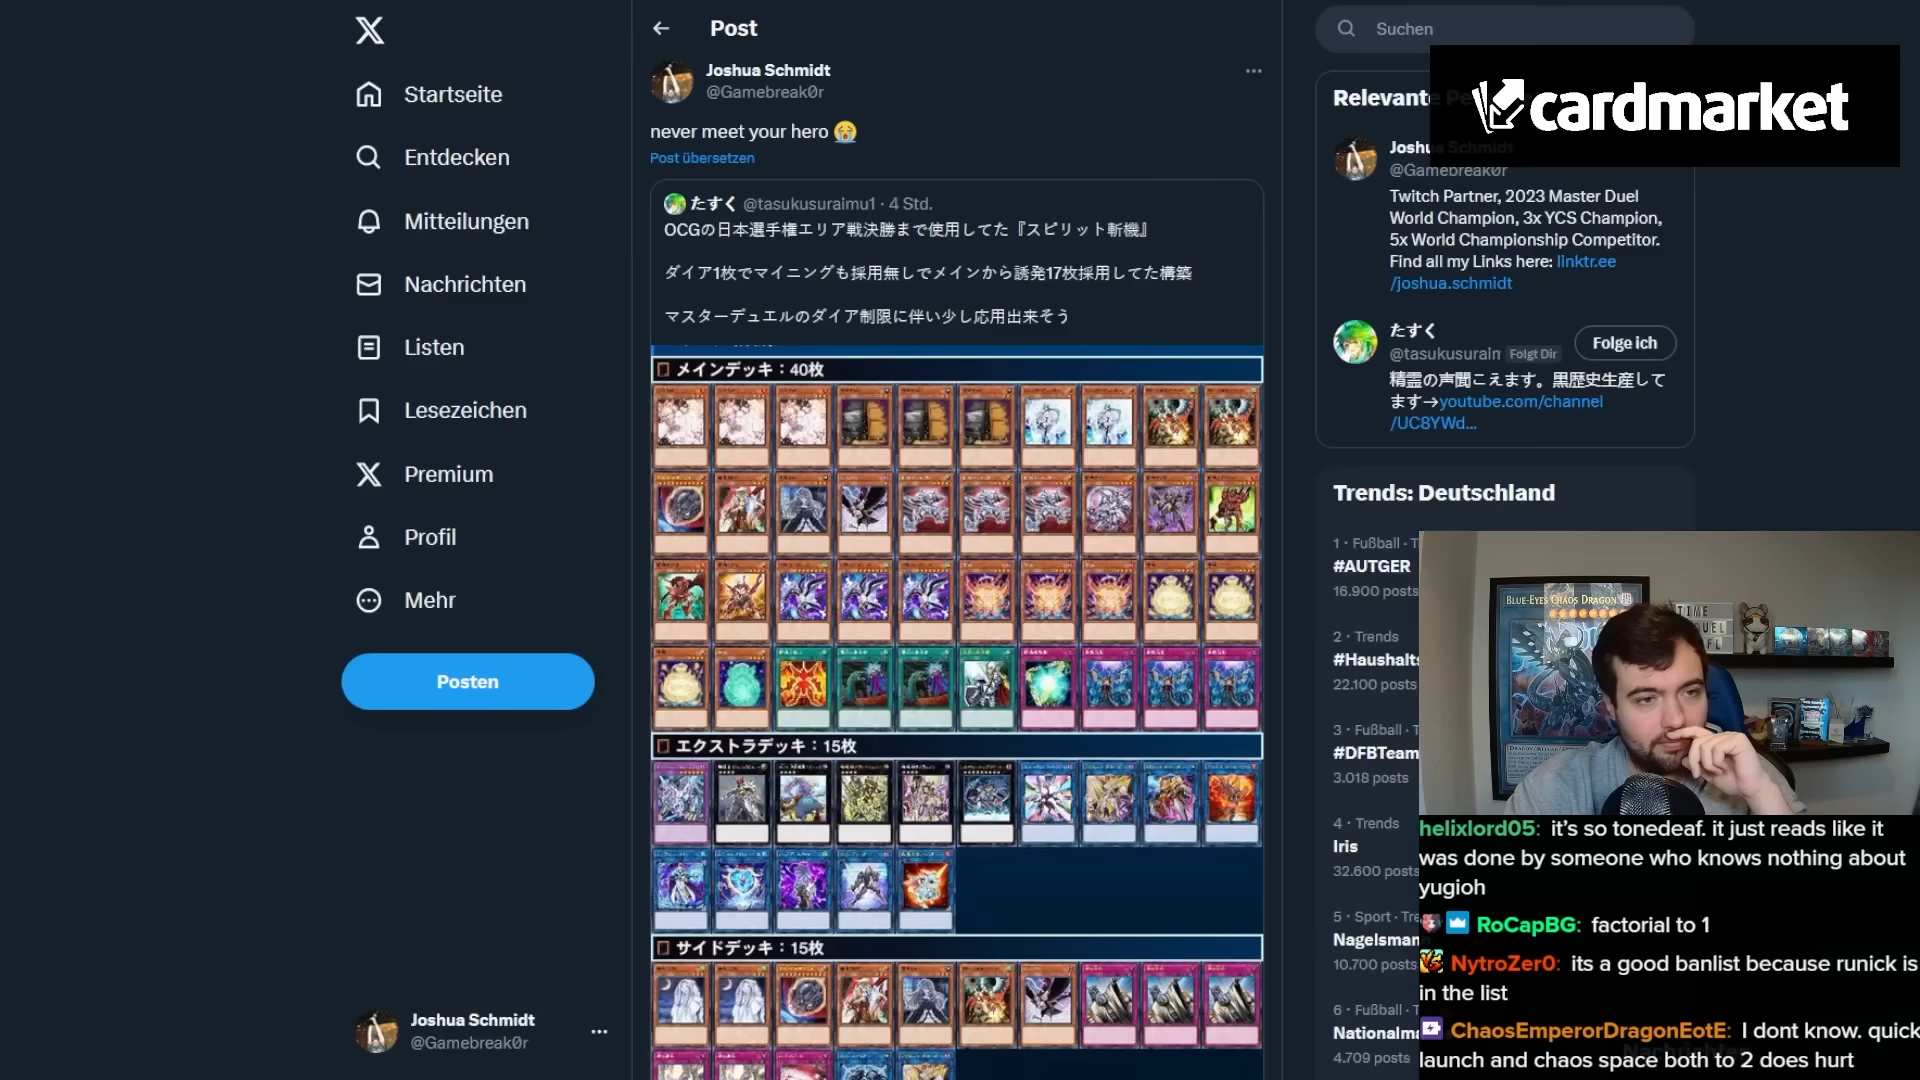 Startseite
Entdecken
Mitteilungen
Nachrichten
Listen
Lesezeichen
Premium
Profil
Mehr
Posten
Joshua Schmidt
@Gamebreak0r
Post
Joshua Schmidt
@Gamebreak0r
never meet your hero 😭
Post übersetzen
たすく @tasukusuraimu1 · 4 Std.
OCGの日本選手権エリア戦決勝まで使用してた『スピリット斬機』
ダイア1枚でマイニングも採用無しでメインから誘発17枚採用してた構築
マスターデュエルのダイア制限に伴い少し応用出来そう
メインデッキ：40枚
エクストラデッキ：15枚
サイドデッキ：15枚
Suchen
cardmarket
Relevante
Joshua Schmidt
@Gamebreak0r
Twitch Partner, 2023 Master Duel
World Champion, 3x YCS Champion,
5x World Championship Competitor.
Find all my Links here: linktr.ee
/joshua.schmidt
たすく
@tasukusuraim Folgt Dir
Folge ich
精霊の声聞こえます。黒歴史生産して
ます→youtube.com/channel
/UC8YWd...
Trends: Deutschland
1 · Fußball · T
#AUTGER
16.900 posts
2 · Trends
#Haushalts
22.100 posts
3 · Fußball · T
#DFBTeam
3.018 posts
4 · Trends
Iris
32.600 posts
5 · Sport · Tre
Nagelsman
10.700 posts
6 · Fußball · T
Nationalma
4.709 posts
BLUE-EYES CHAOS DRAGON
TIME
helixlord05: it's so tonedeaf. it just reads like it
was done by someone who knows nothing about
yugioh
RoCapBG: factorial to 1
NytroZer0: its a good banlist because runick is
in the list
ChaosEmperorDragonEotE: I dont know. quick
launch and chaos space both to 2 does hurt